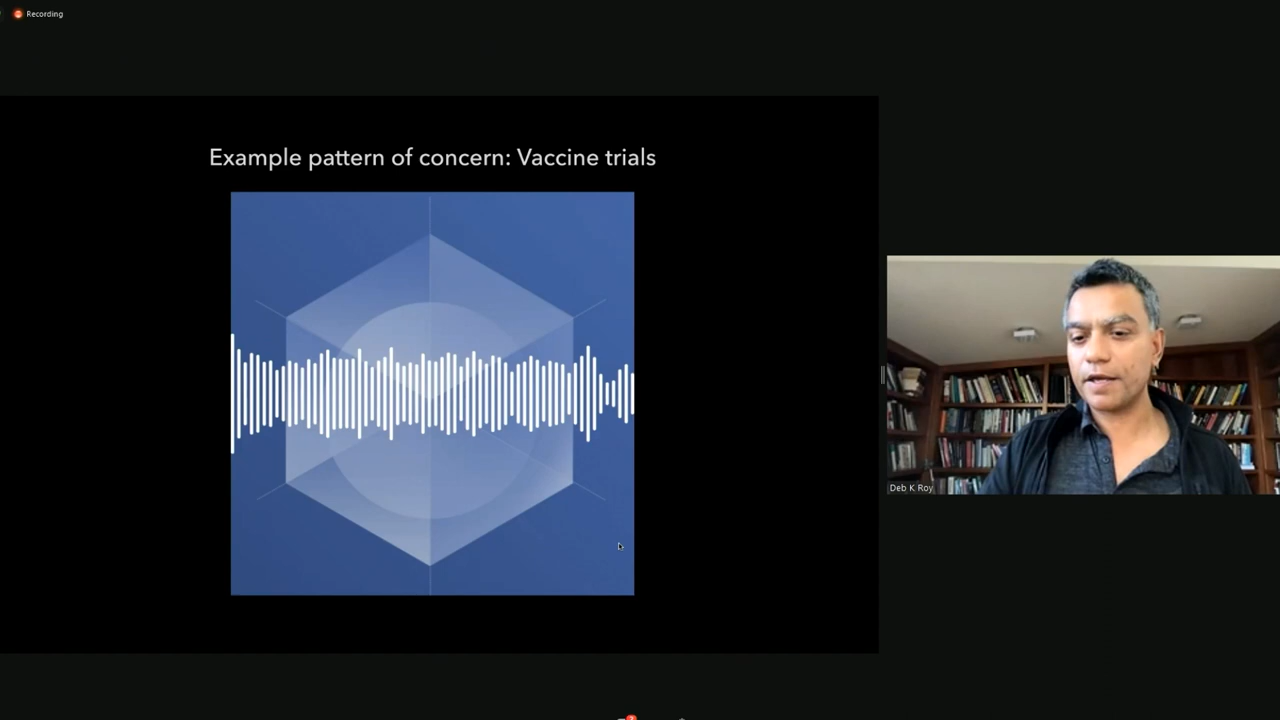 Recording
Example pattern of concern: Vaccine trials
Deb K Roy